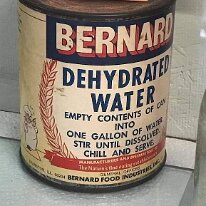 BERNARD
DEHYDRATED
WATER
EMPTY CONTENTS OF CAN
INTO
ONE GALLON OF WATER
STIR UNTIL DISSOLVED.
CHILL AND SERVE.
BERNARD FOOD INDUSTRIES, INC.